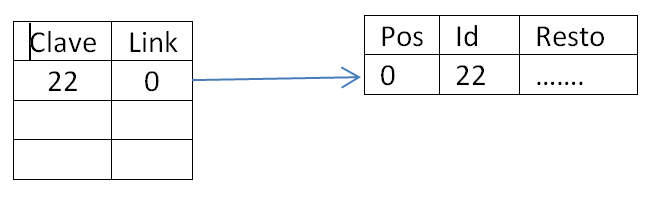 Clave Link
22 0
Pos Id Resto
0 22 .......